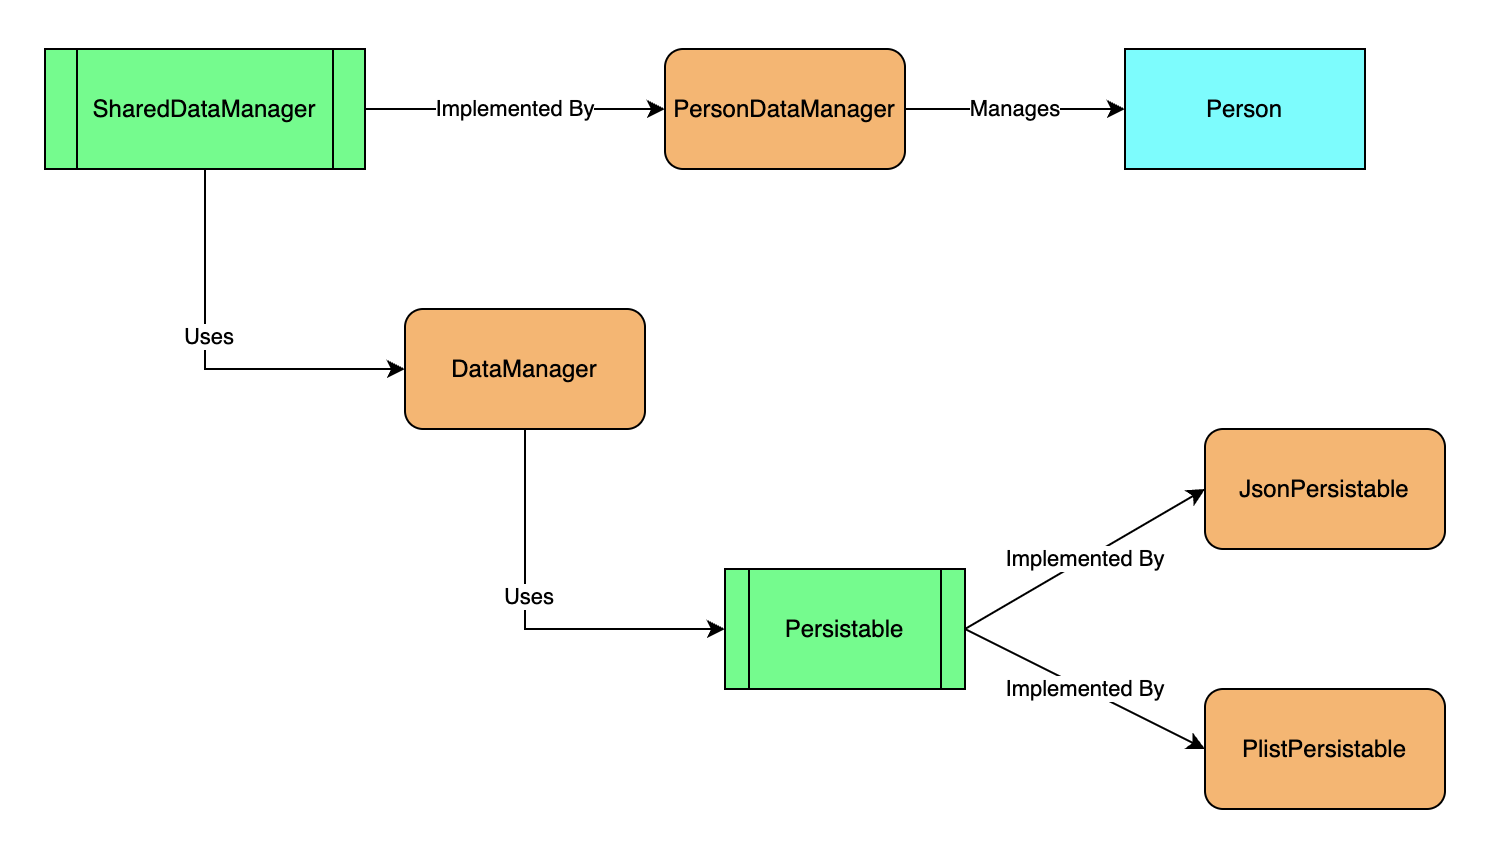 SharedDataManager
Implemented By
PersonDataManager
Manages
Person
Uses
DataManager
JsonPersistable
Implemented By
Uses
Persistable
Implemented By
PlistPersistable